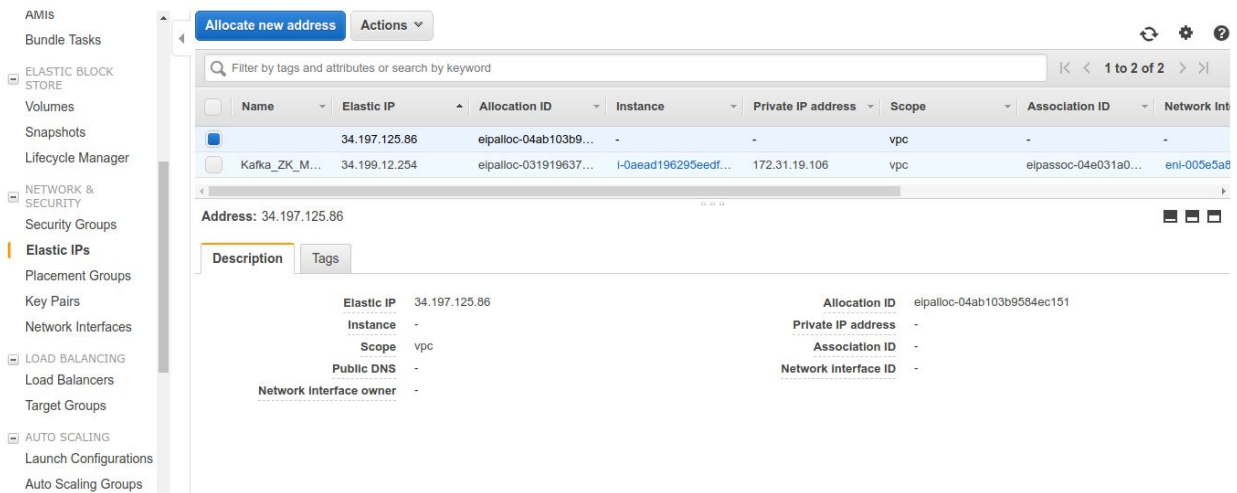 AMIs
Bundle Tasks
ELASTIC BLOCK
STORE
Volumes
Snapshots
Lifecycle Manager
NETWORK &
SECURITY
Security Groups
Elastic IPs
Placement Groups
Key Pairs
Network Interfaces
LOAD BALANCING
Load Balancers
Target Groups
AUTO SCALING
Launch Configurations
Auto Scaling Groups
Allocate new address Actions
Filter by tags and attributes or search by keyword 1 to 2 of 2
Name Elastic IP Allocation ID Instance Private IP address Scope Association ID Network Int
34.197.125.86 eipalloc-04ab103b9... - - vpc - -
Kafka_ZK_M... 34.199.12.254 eipalloc-031919637... i-0aead196295eedf... 172.31.19.106 vpc eipassoc-04e031a0... eni-005e5a8
Address: 34.197.125.86
Description Tags
Elastic IP 34.197.125.86 Allocation ID eipalloc-04ab103b9584ec151
Instance - Private IP address -
Scope vpc Association ID -
Public DNS - Network interface ID -
Network interface owner -